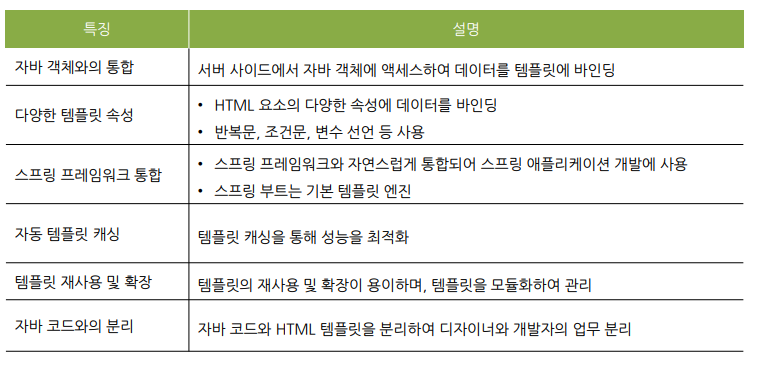 특징 설명
자바 객체와의 통합 서버 사이드에서 자바 객체에 액세스하여 데이터를 템플릿에 바인딩
다양한 템플릿 속성
• HTML 요소의 다양한 속성에 데이터를 바인딩
• 반복문, 조건문, 변수 선언 등 사용
스프링 프레임워크 통합
• 스프링 프레임워크와 자연스럽게 통합되어 스프링 애플리케이션 개발에 사용
• 스프링 부트는 기본 템플릿 엔진
자동 템플릿 캐싱 템플릿 캐싱을 통해 성능을 최적화
템플릿 재사용 및 확장 템플릿의 재사용 및 확장이 용이하며, 템플릿을 모듈화하여 관리
자바 코드와의 분리 자바 코드와 HTML 템플릿을 분리하여 디자이너와 개발자의 업무 분리